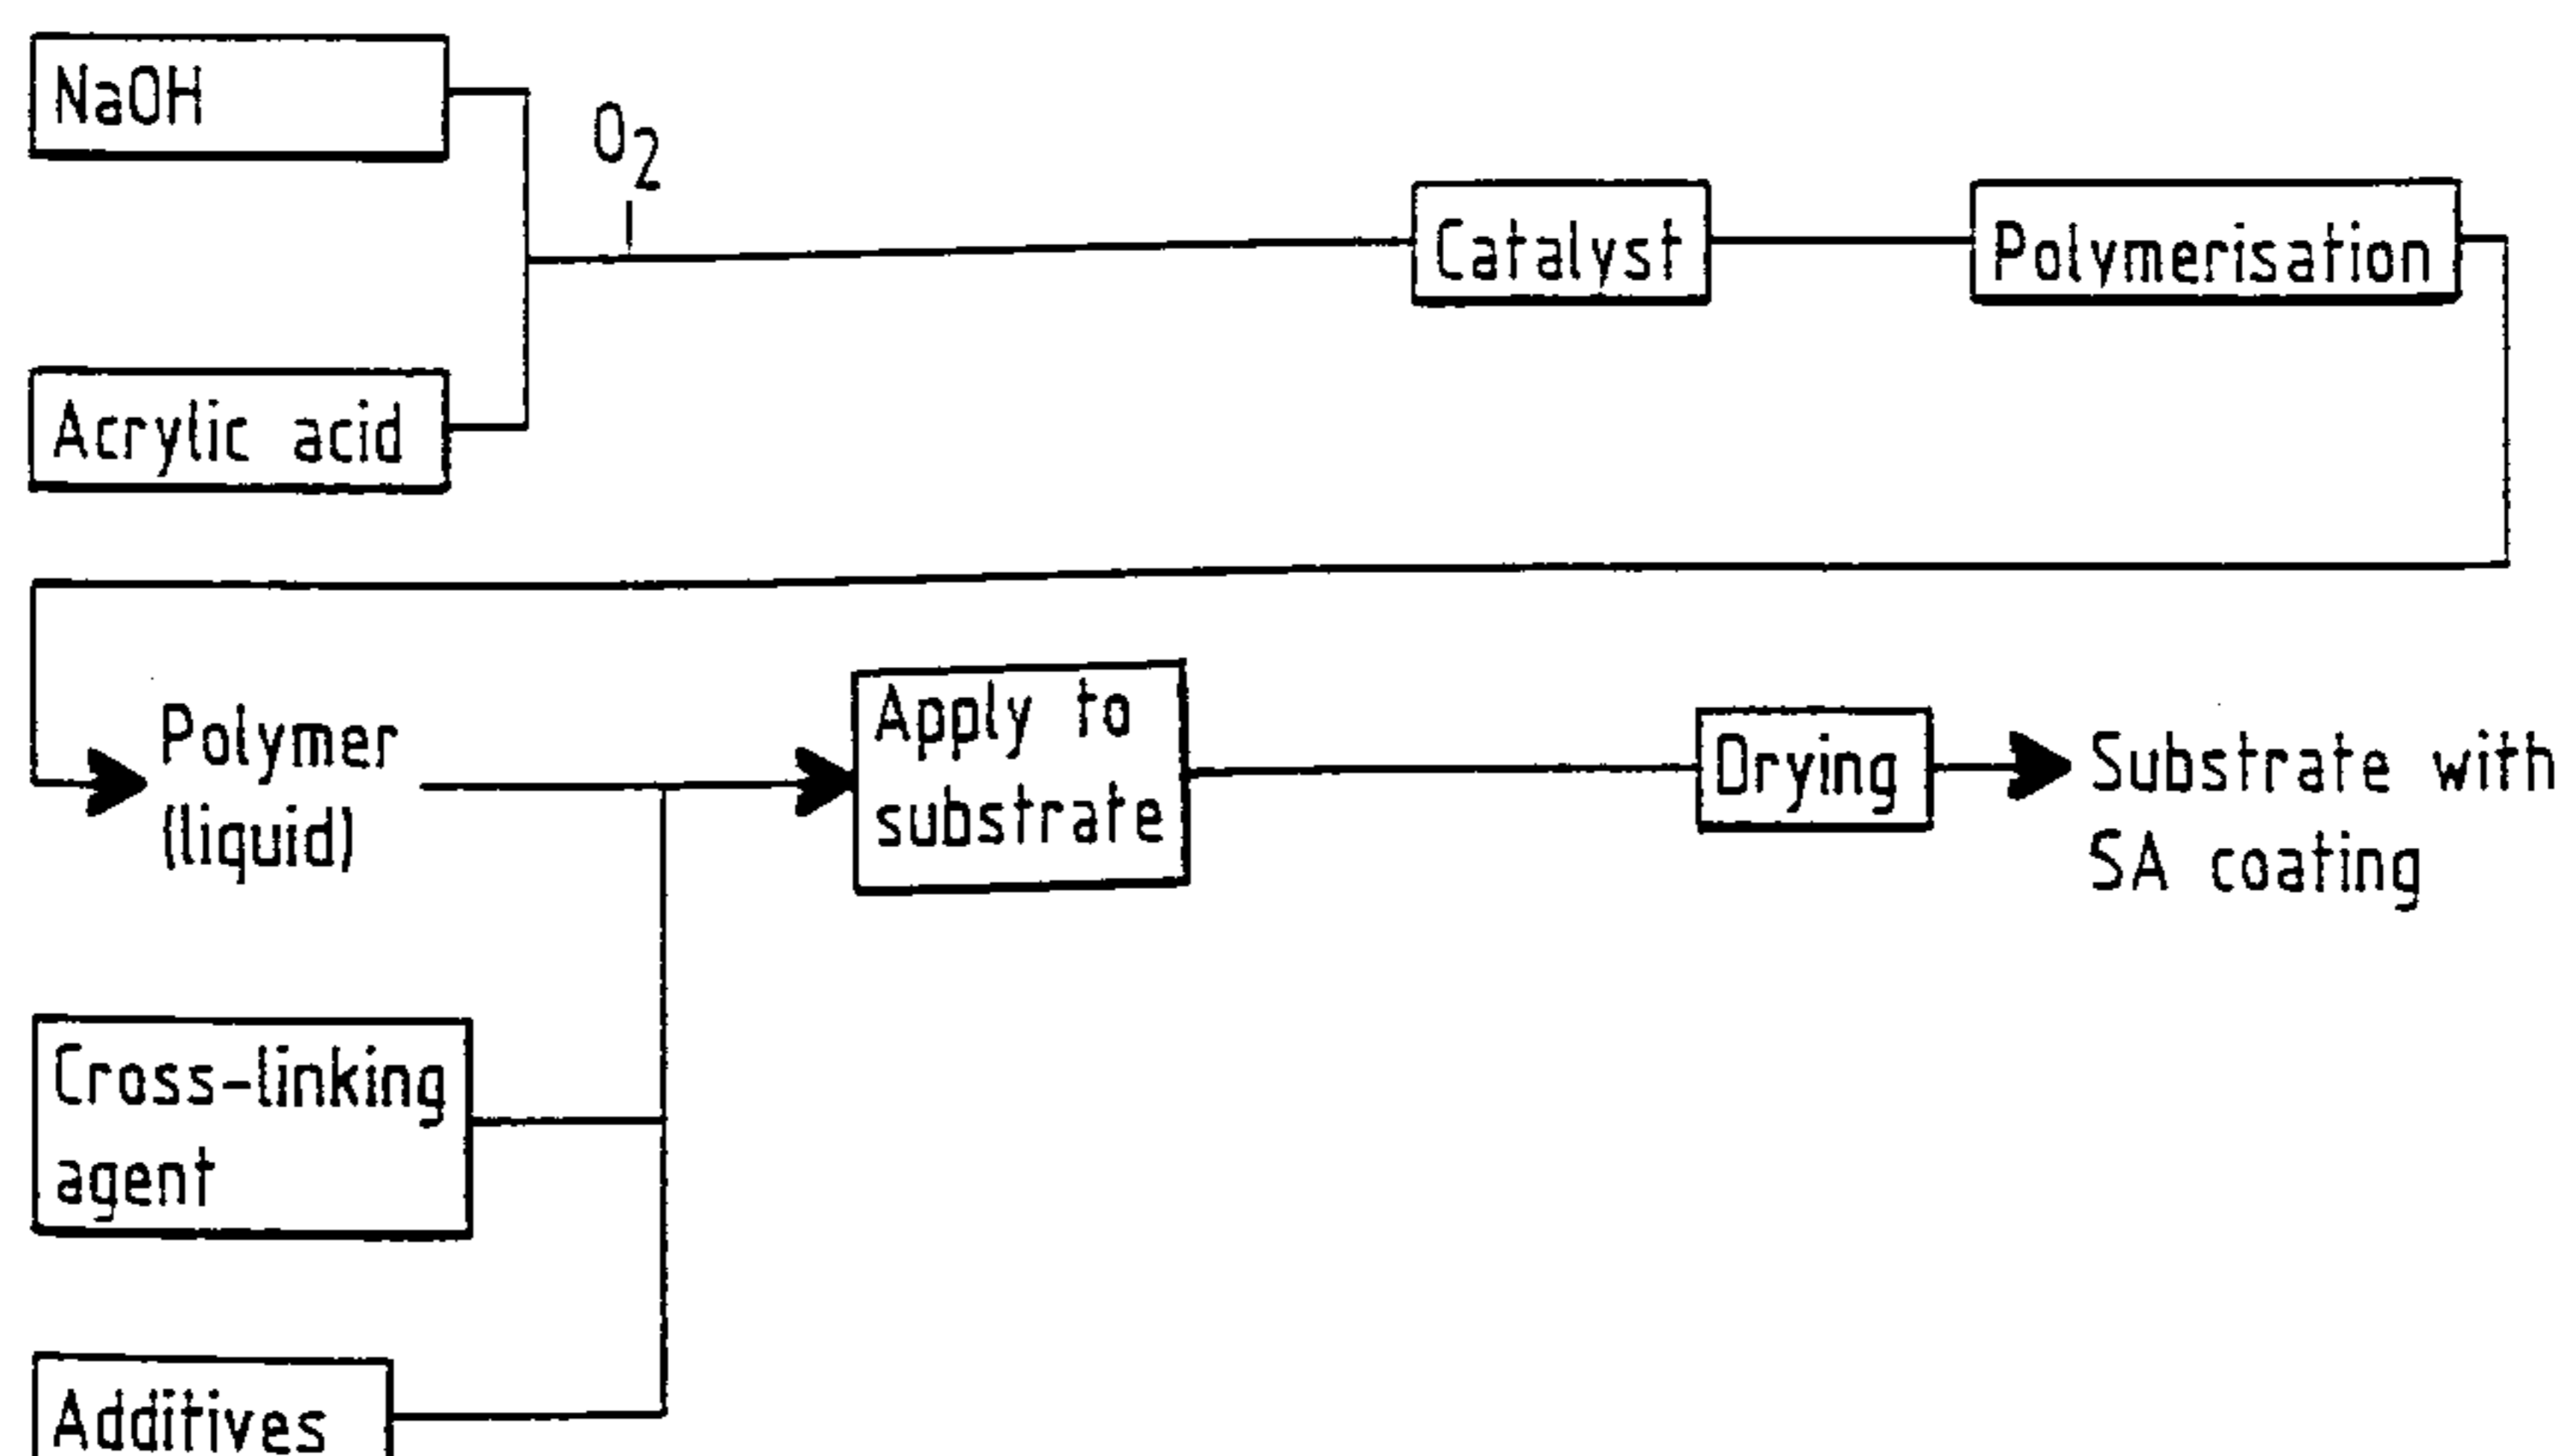 NaOH
O2
Catalyst
Polymerisation
Acrylic acid
Polymer
(liquid)
Apply to
substrate
Drying
Substrate with
SA coating
Cross-linking
agent
Additives